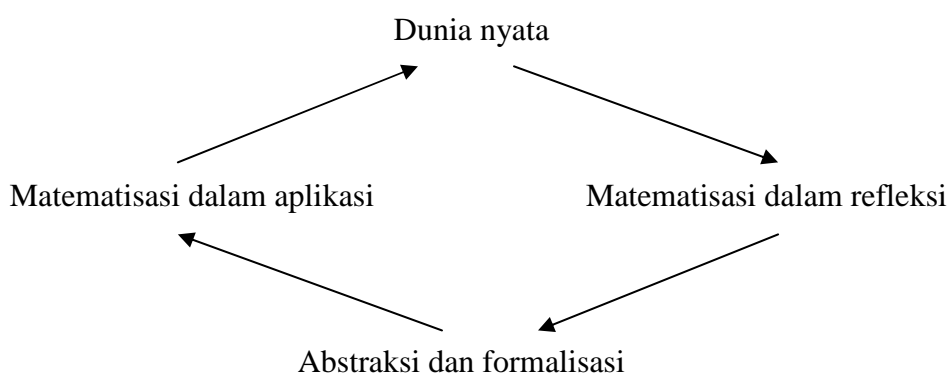 Dunia nyata
Matematisasi dalam aplikasi
Matematisasi dalam refleksi
Abstraksi dan formalisasi